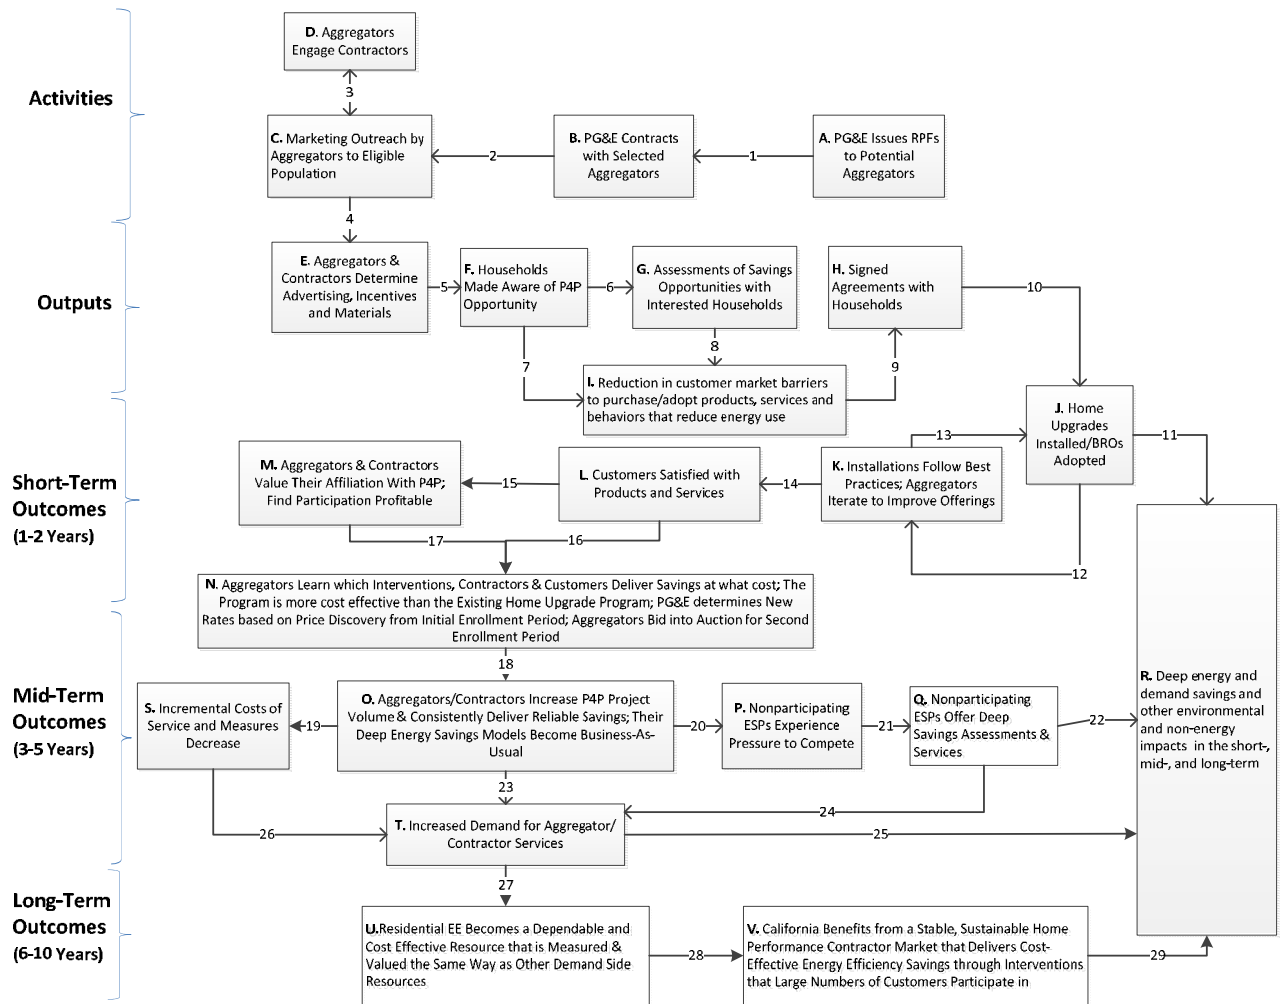 Activities
D. Aggregators
Engage Contractors
3
C. Marketing Outreach by
Aggregators to Eligible
Population
2
B. PG&E Contracts
with Selected
Aggregators
1
A. PG&E Issues RPFs
to Potential
Aggregators
4
Outputs
E. Aggregators &
Contractors Determine
Advertising, Incentives
and Materials
5
F. Households
Made Aware of P4P
Opportunity
6
G. Assessments of Savings
Opportunities with
Interested Households
H. Signed
Agreements with
Households
10
7
8
9
I. Reduction in customer market barriers
to purchase/adopt products, services and
behaviors that reduce energy use
Short-Term
Outcomes
(1-2 Years)
J. Home
Upgrades
Installed/BROs
Adopted
11
13
M. Aggregators & Contractors
Value Their Affiliation With P4P;
Find Participation Profitable
15
L. Customers Satisfied with
Products and Services
14
K. Installations Follow Best
Practices; Aggregators
Iterate to Improve Offerings
17
16
12
N. Aggregators Learn which Interventions, Contractors & Customers Deliver Savings at what cost; The
Program is more cost effective than the Existing Home Upgrade Program; PG&E determines New
Rates based on Price Discovery from Initial Enrollment Period; Aggregators Bid into Auction for Second
Enrollment Period
18
Mid-Term
Outcomes
(3-5 Years)
S. Incremental Costs of
Service and Measures
Decrease
19
O. Aggregators/Contractors Increase P4P Project
Volume & Consistently Deliver Reliable Savings; Their
Deep Energy Savings Models Become Business-As-
Usual
20
P. Nonparticipating
ESPs Experience
Pressure to Compete
21
Q. Nonparticipating
ESPs Offer Deep
Savings Assessments &
Services
22
R. Deep energy and
demand savings and
other environmental
and non-energy
impacts in the short-,
mid-, and long-term
23
24
26
T. Increased Demand for Aggregator/
Contractor Services
25
27
Long-Term
Outcomes
(6-10 Years)
U.Residential EE Becomes a Dependable and
Cost Effective Resource that is Measured &
Valued the Same Way as Other Demand Side
Resources
28
V. California Benefits from a Stable, Sustainable Home
Performance Contractor Market that Delivers Cost-
Effective Energy Efficiency Savings through Interventions
that Large Numbers of Customers Participate in
29